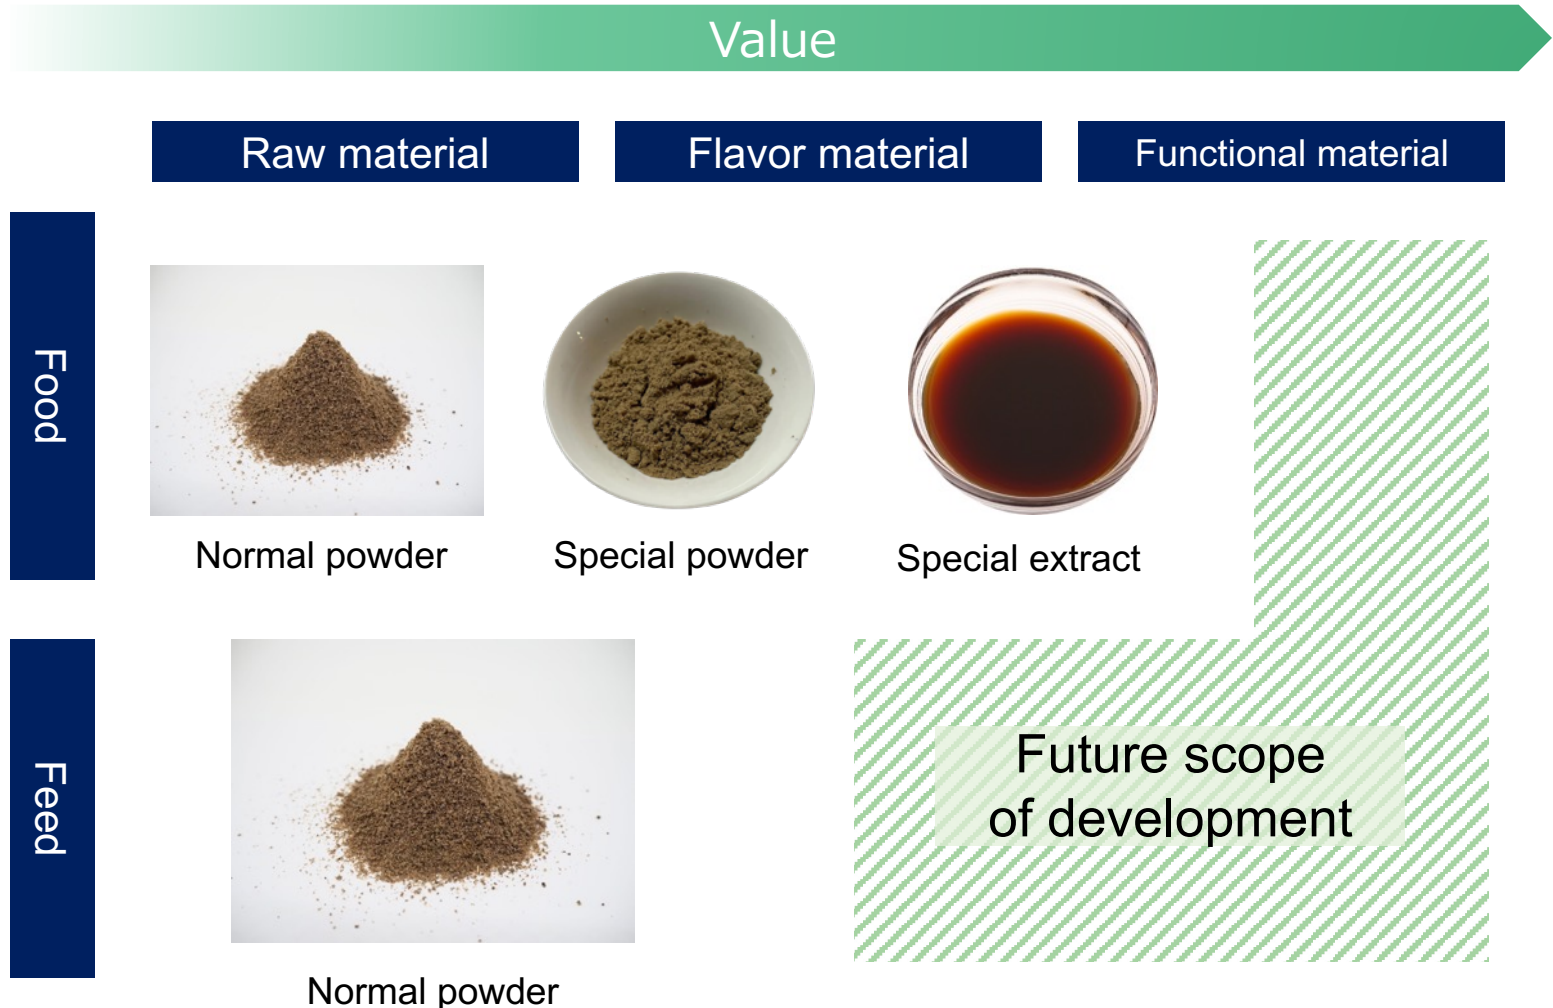 Value
Raw material
Flavor material
Functional material
Food
Normal powder
Special powder
Special extract
Feed
Future scope
of development
Normal powder